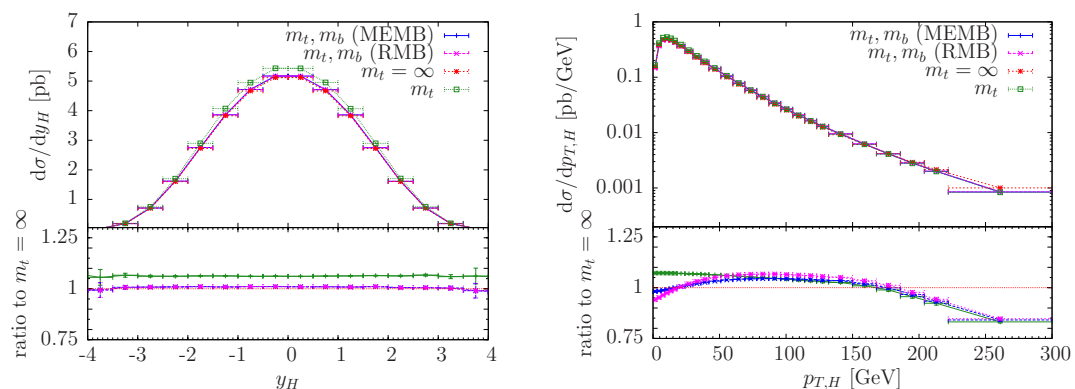 7
6
5
4
3
2
1
dσ/dy_H [pb]
m_t, m_b (MEMB)
m_t, m_b (RMB)
m_t = ∞
m_t
1.25
1
0.75
ratio to m_t = ∞
-4 -3 -2 -1 0 1 2 3 4
y_H
1
0.1
0.01
0.001
dσ/dp_{T,H} [pb/GeV]
m_t, m_b (MEMB)
m_t, m_b (RMB)
m_t = ∞
m_t
1.25
1
0.75
ratio to m_t = ∞
0 50 100 150 200 250 300
p_{T,H} [GeV]